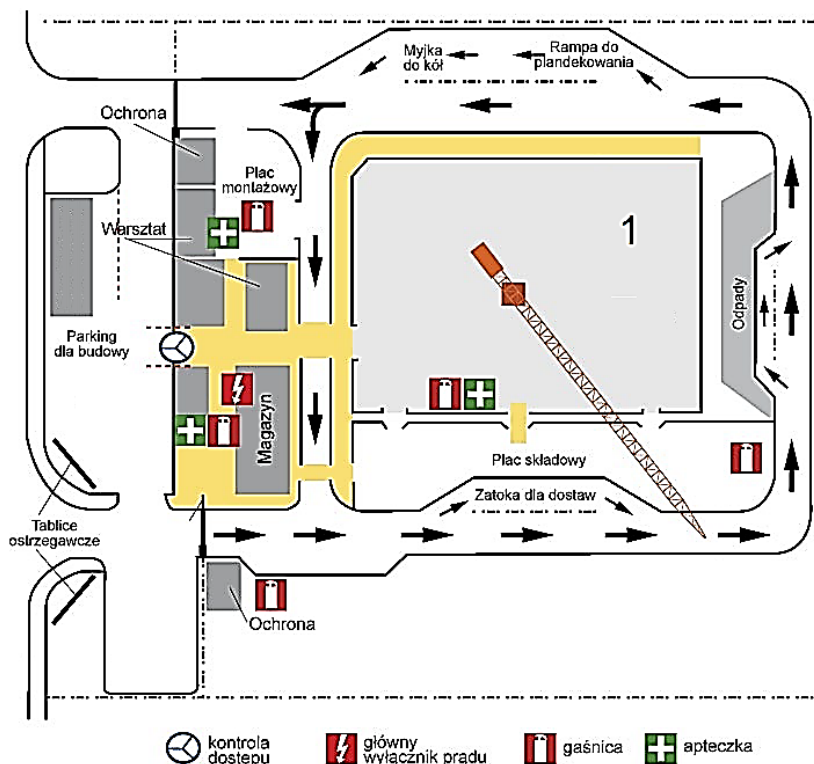 Myjka
do kół
Rampa do
plandekowania
Ochrona
Plac
montażowy
Warsztat
1
Odpady
Parking
dla budowy
Magazyn
Plac składowy
Zatoka dla dostaw
Tablice
ostrzegawcze
Ochrona
kontrola
dostępu
główny
wyłącznik prądu
gaśnica
apteczka